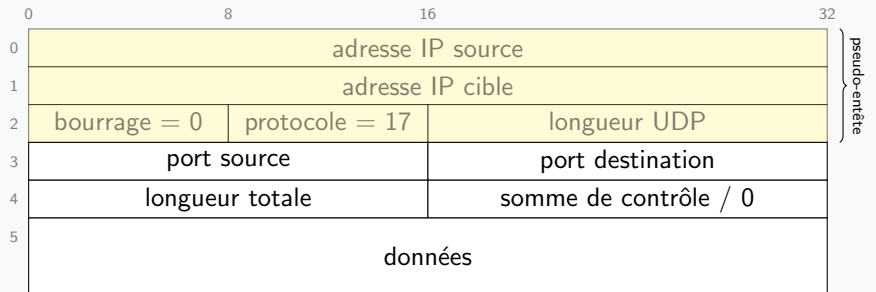 0 8 16 32
0 adresse IP source
1 adresse IP cible
2 bourrage = 0 protocole = 17 longueur UDP
pseudo-entête
3 port source port destination
4 longueur totale somme de contrôle / 0
5
données